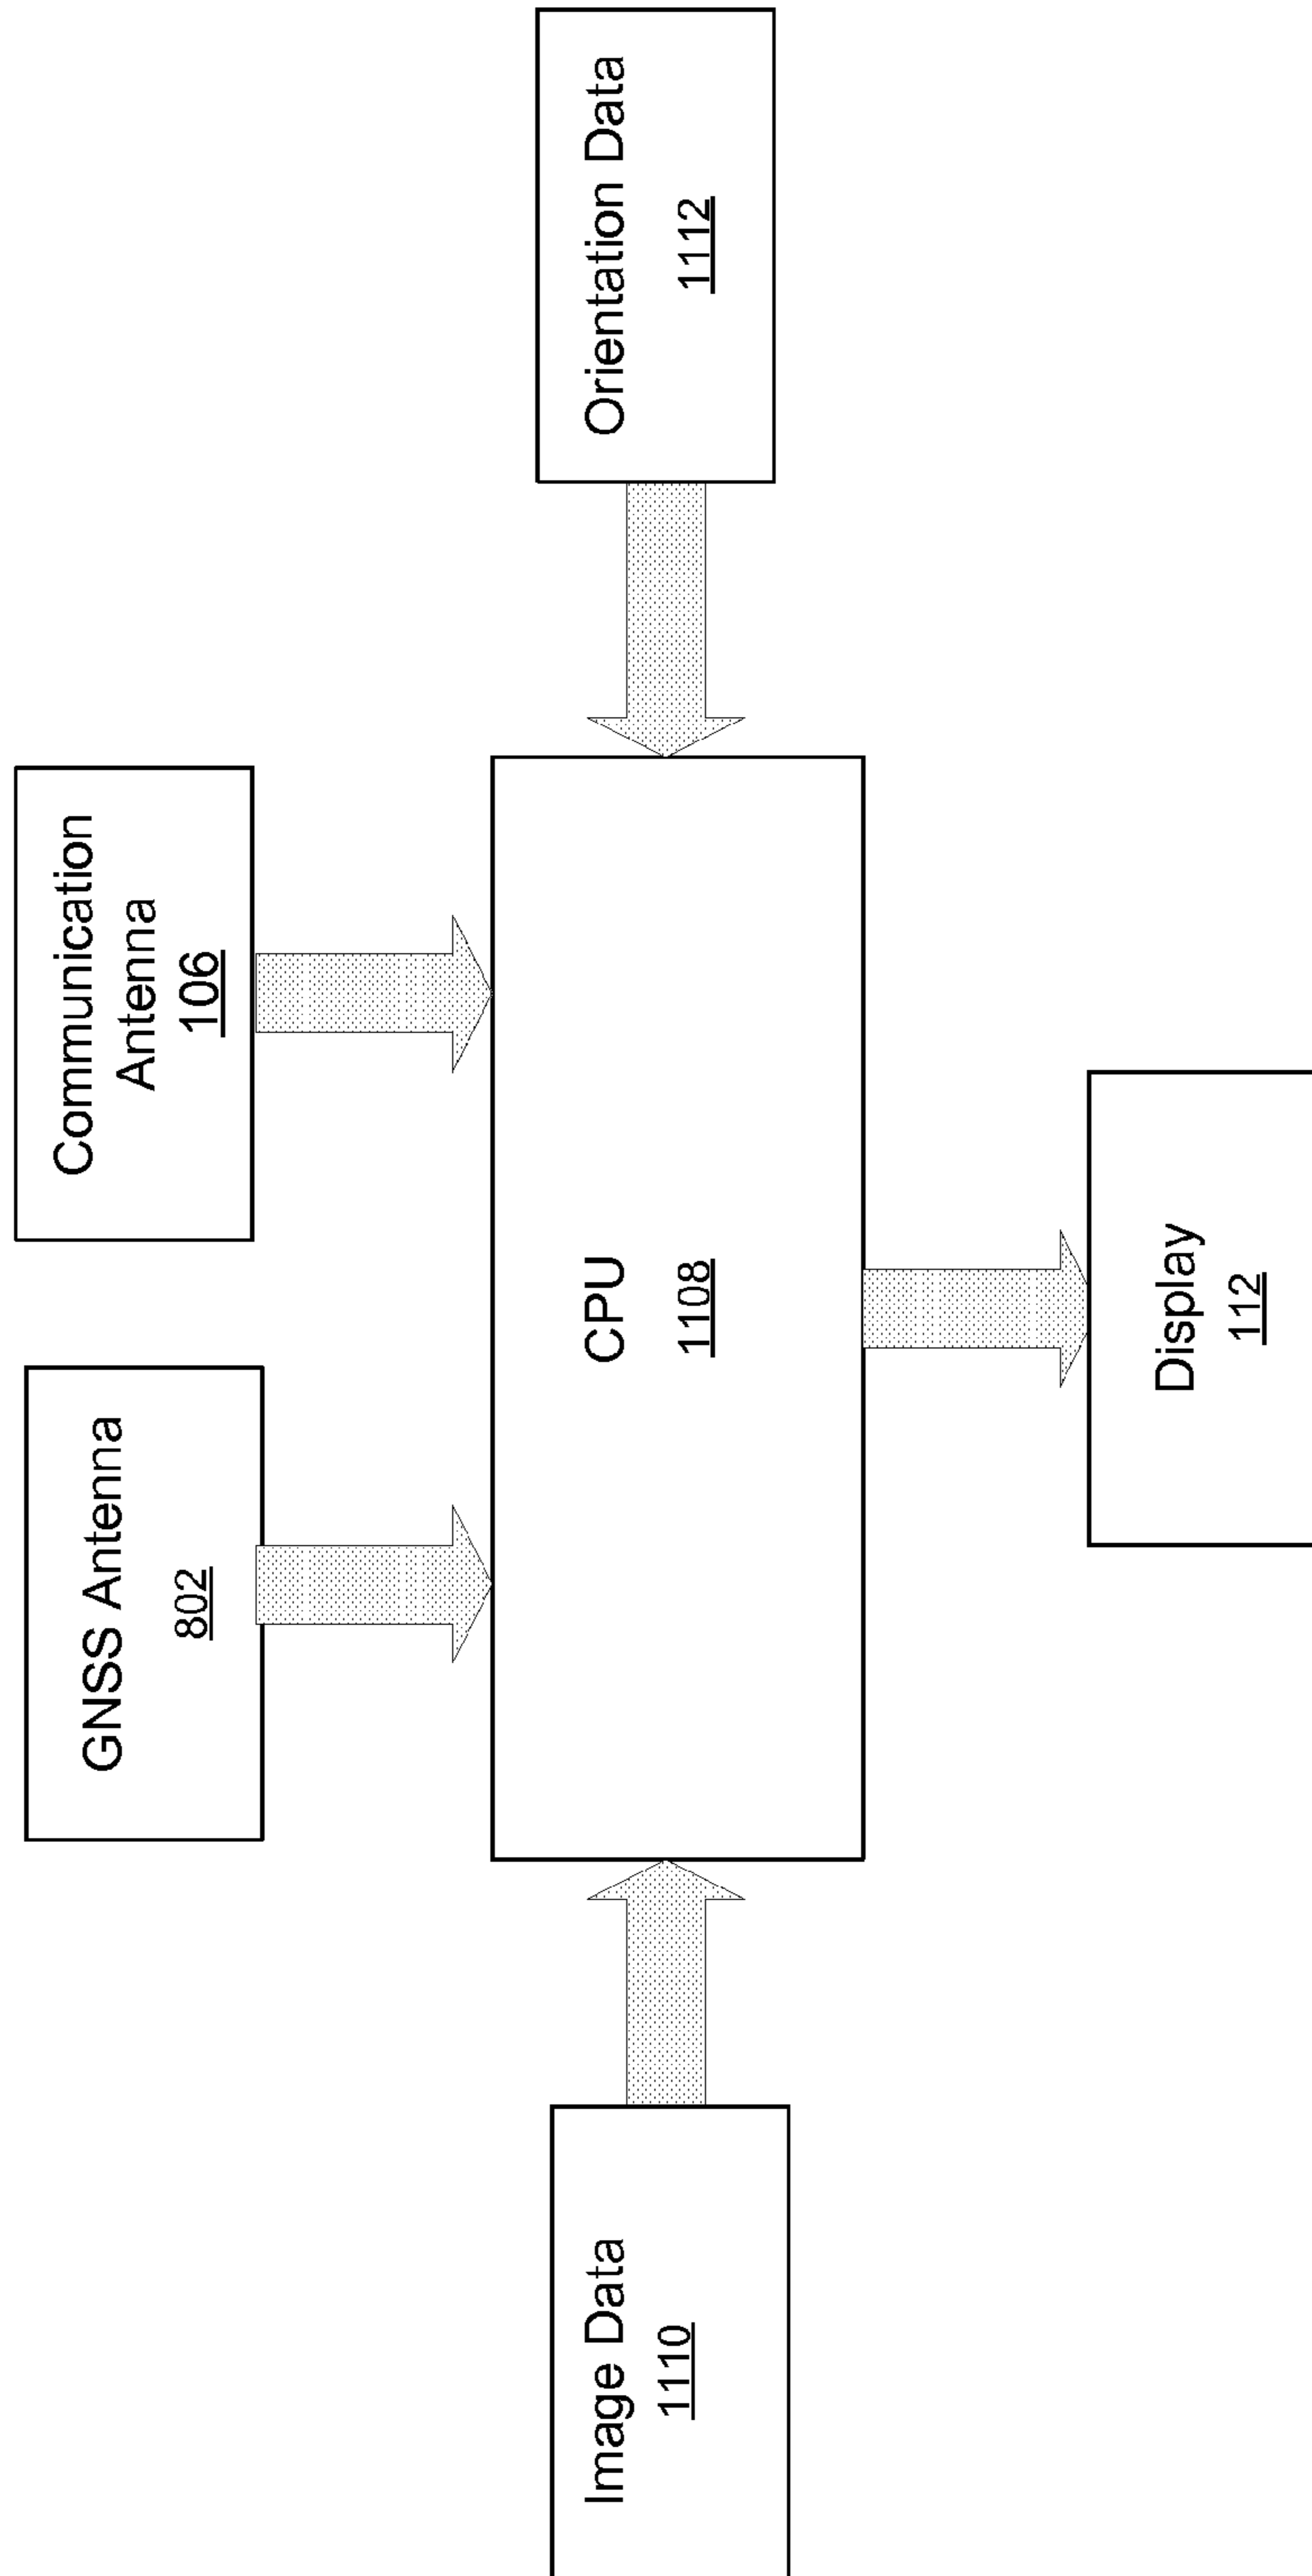 GNSS Antenna
802
Communication
Antenna
106
Image Data
1110
CPU
1108
Orientation Data
1112
Display
112